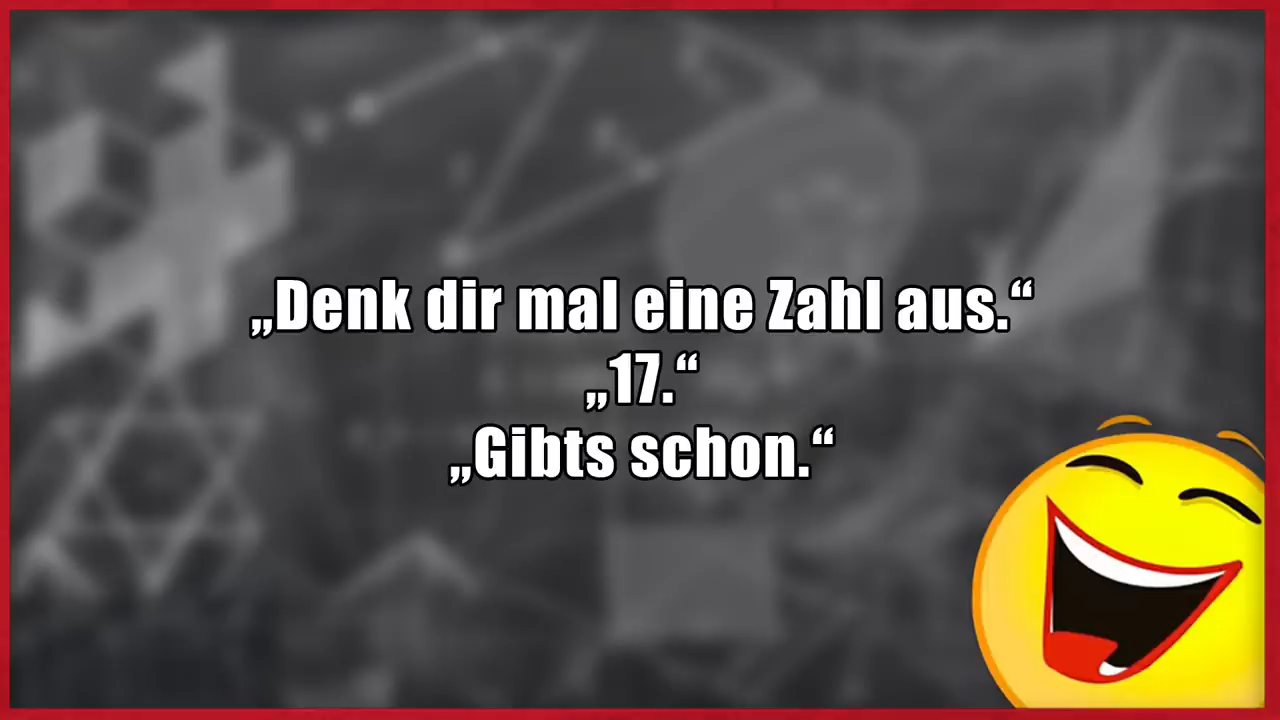 „Denk dir mal eine Zahl aus.“
„17.“
„Gibts schon.“